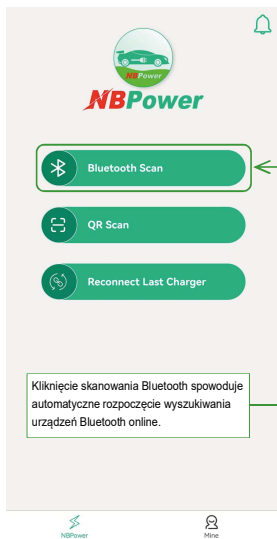 NBPower
NBPower
Bluetooth Scan
QR Scan
Reconnect Last Charger
Kliknięcie skanowania Bluetooth spowoduje
automatyczne rozpoczęcie wyszukiwania
urządzeń Bluetooth online.
NBPower
Mine